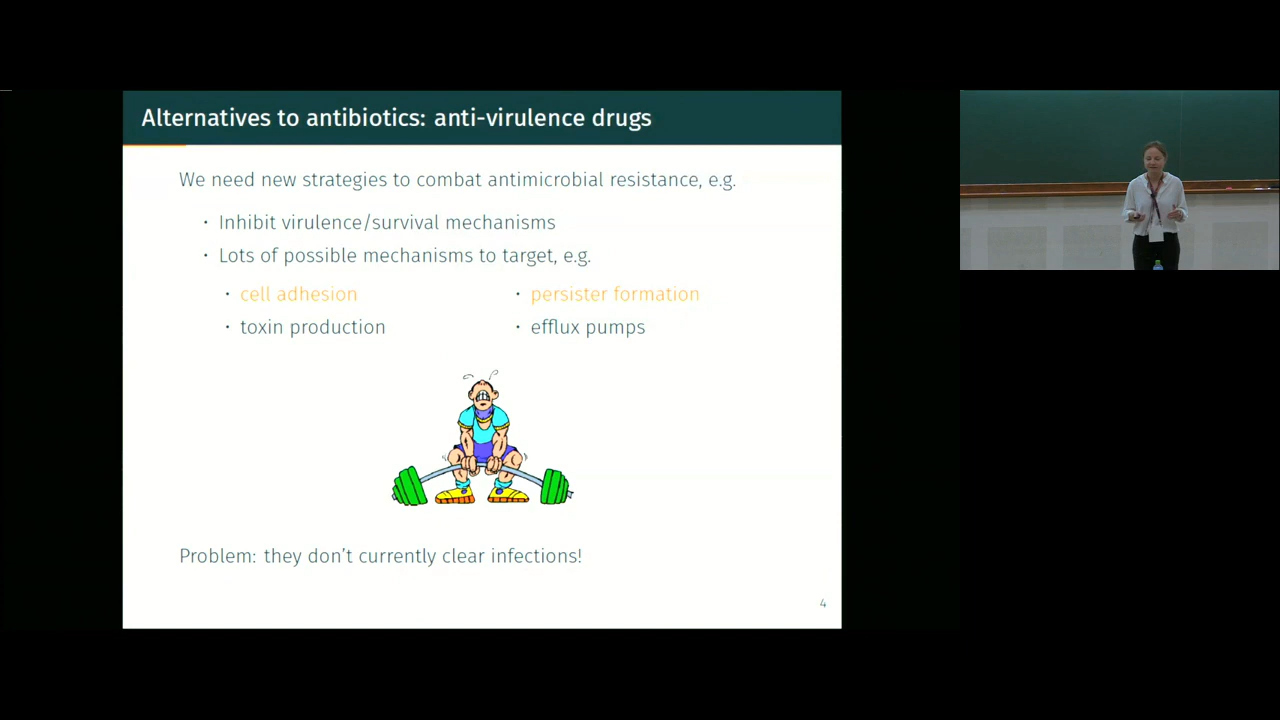 Alternatives to antibiotics: anti-virulence drugs
We need new strategies to combat antimicrobial resistance, e.g.
· Inhibit virulence/survival mechanisms
· Lots of possible mechanisms to target, e.g.
· cell adhesion
· persister formation
· toxin production
· efflux pumps
Problem: they don't currently clear infections!
4